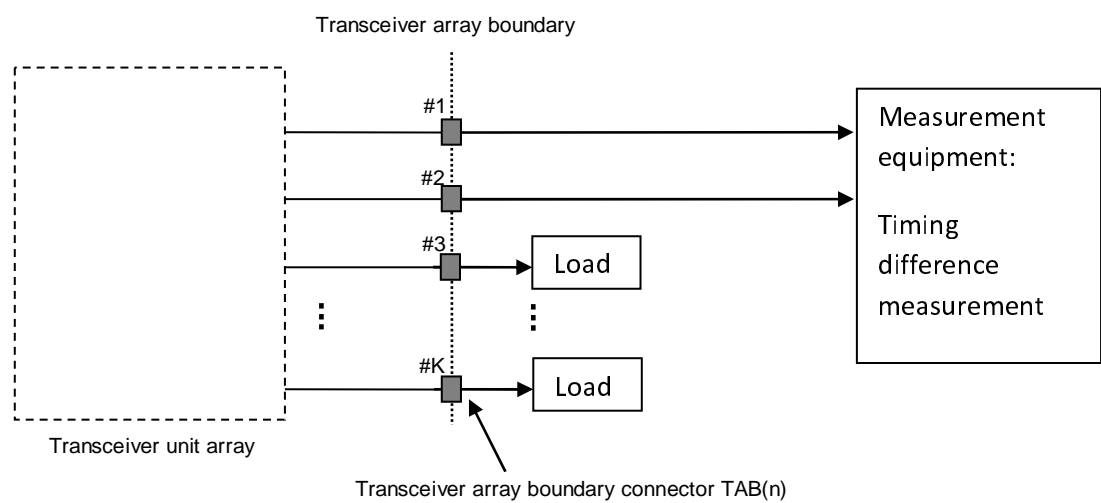 Transceiver array boundary
#1
#2
#3
Load
#K
Load
Measurement
equipment:
Timing
difference
measurement
Transceiver unit array
Transceiver array boundary connector TAB(n)